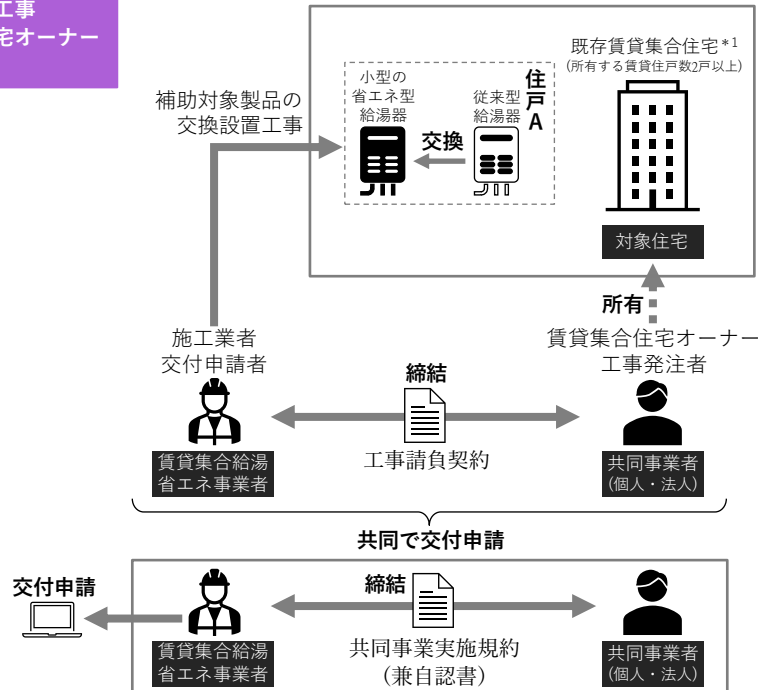 工事
宅オーナー
既存賃貸集合住宅*1
(所有する賃貸住戸数2戸以上)
住戸A
小型の
省エネ型
給湯器
従来型
給湯器
交換
補助対象製品の
交換設置工事
対象住宅
所有
施工業者
交付申請者
賃貸集合住宅オーナー
工事発注者
締結
工事請負契約
賃貸集合給湯
省エネ事業者
共同事業者
(個人・法人)
共同で交付申請
交付申請
締結
共同事業実施規約
(兼自認書)
賃貸集合給湯
省エネ事業者
共同事業者
(個人・法人)